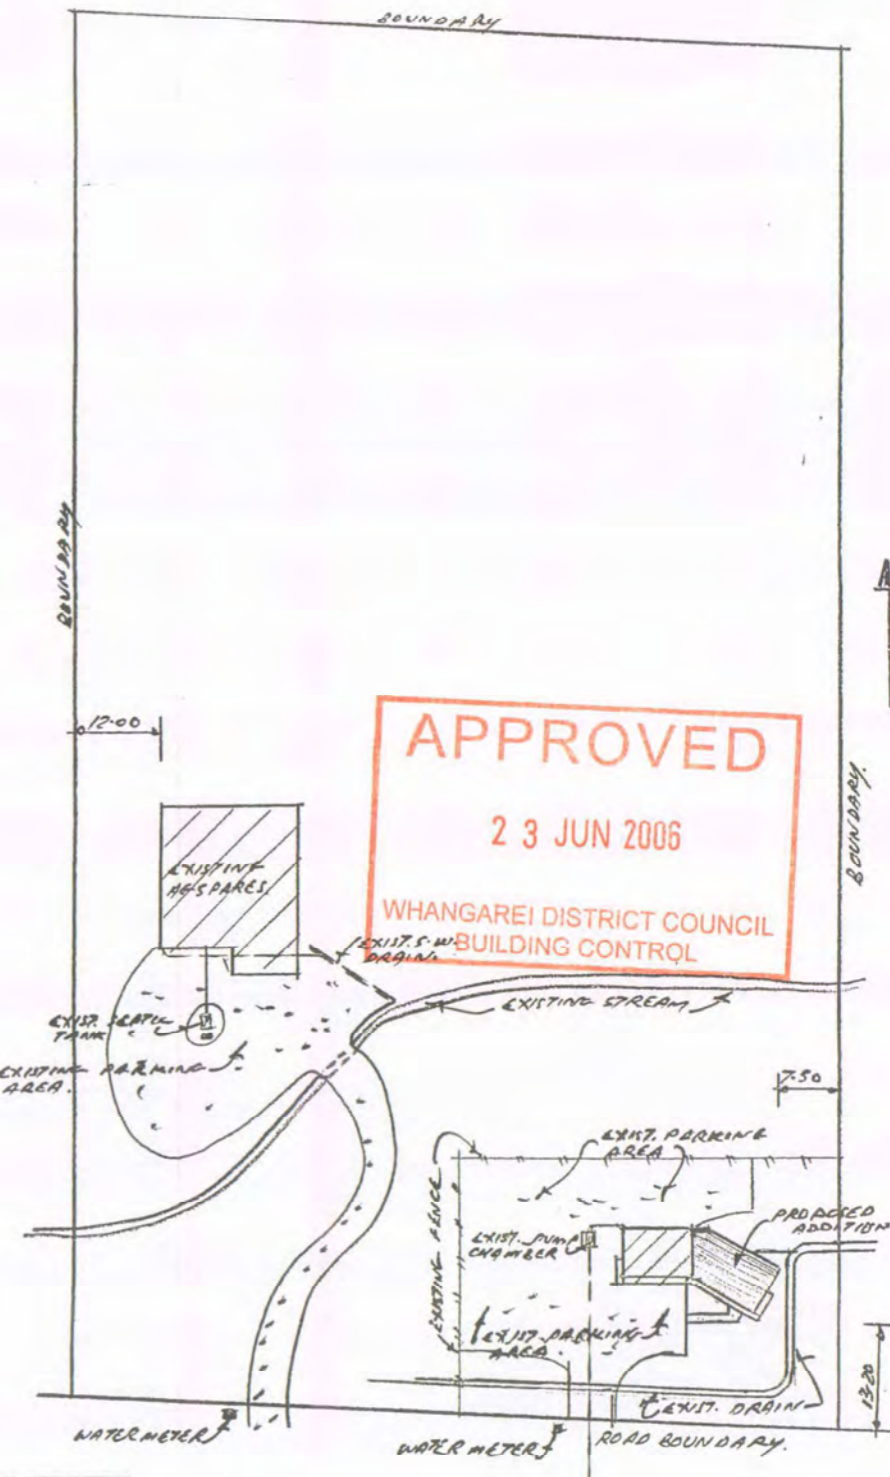 BOUNDARY
BOUNDARY
12·00
APPROVED
2 3 JUN 2006
WHANGAREI DISTRICT COUNCIL
BUILDING CONTROL
BOUNDARY.
EXISTING
EXIST. S.W.
DRAIN.
EXISTING STREAM
EXIST. SEPTIC
TANK
EXISTING PARKING
AREA.
7·50
EXIST. PARKING
AREA
PROPOSED
ADDITION
EXISTING FENCE
EXIST. PUMP
CHAMBER
EXIST. PARKING
AREA.
13·20
EXIST. DRAIN
WATER METER
WATER METER
ROAD BOUNDARY.